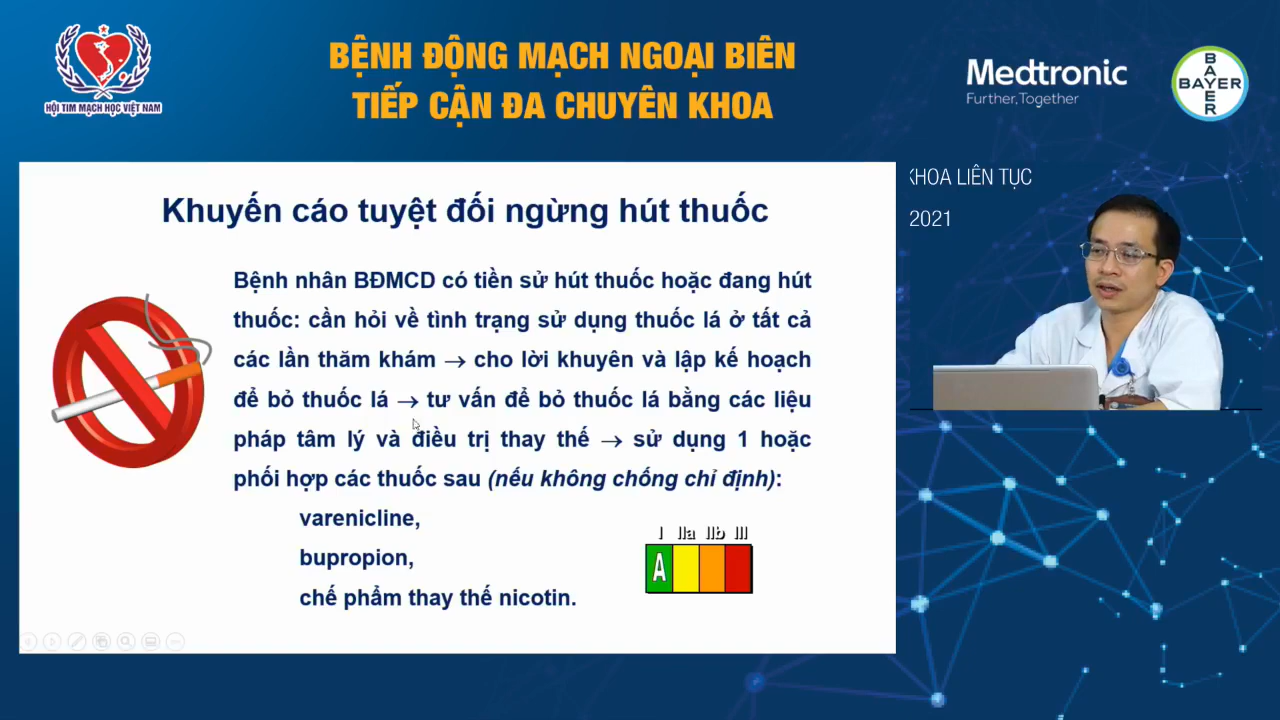 HỘI TIM MẠCH HỌC VIỆT NAM
BỆNH ĐỘNG MẠCH NGOẠI BIÊN
TIẾP CẬN ĐA CHUYÊN KHOA
Medtronic
Further, Together
BAYER
BAYER
KHOA LIÊN TỤC
2021
Khuyến cáo tuyệt đối ngừng hút thuốc
Bệnh nhân BĐMCD có tiền sử hút thuốc hoặc đang hút
thuốc: cần hỏi về tình trạng sử dụng thuốc lá ở tất cả
các lần thăm khám → cho lời khuyên và lập kế hoạch
để bỏ thuốc lá → tư vấn để bỏ thuốc lá bằng các liệu
pháp tâm lý và điều trị thay thế → sử dụng 1 hoặc
phối hợp các thuốc sau (nếu không chống chỉ định):
varenicline,
bupropion,
chế phẩm thay thế nicotin.
I IIa IIb III
A